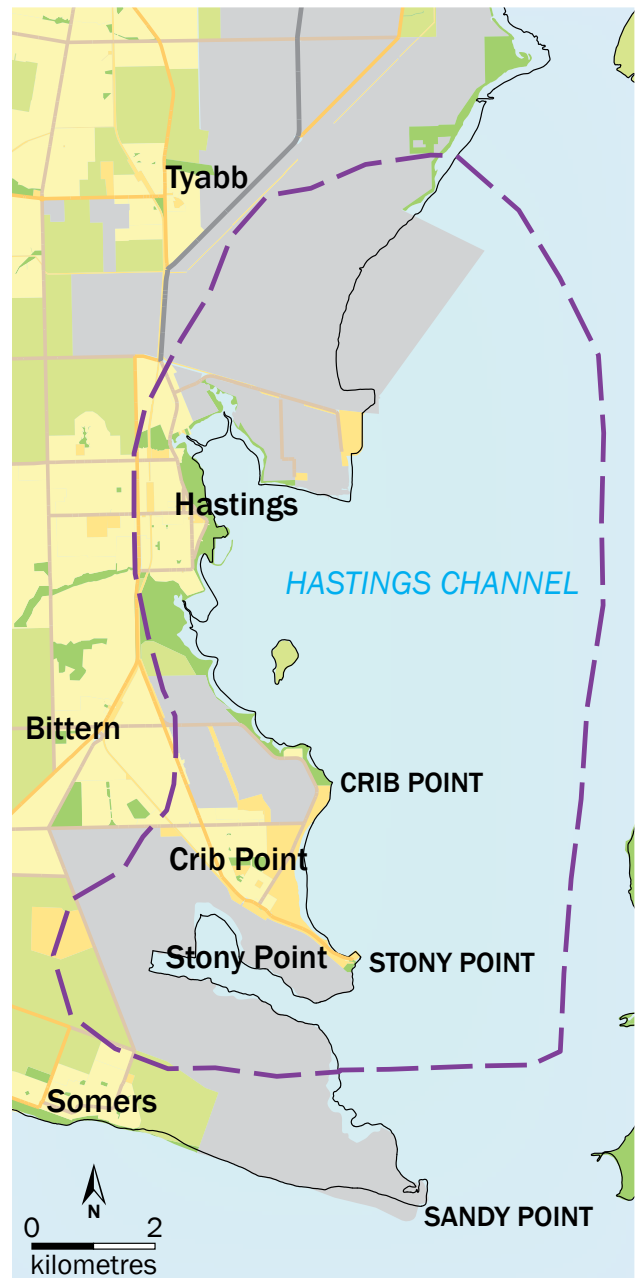 Tyabb
Hastings
HASTINGS CHANNEL
Bittern
CRIB POINT
Crib Point
Stony Point
STONY POINT
Somers
N
0 2
kilometres
SANDY POINT